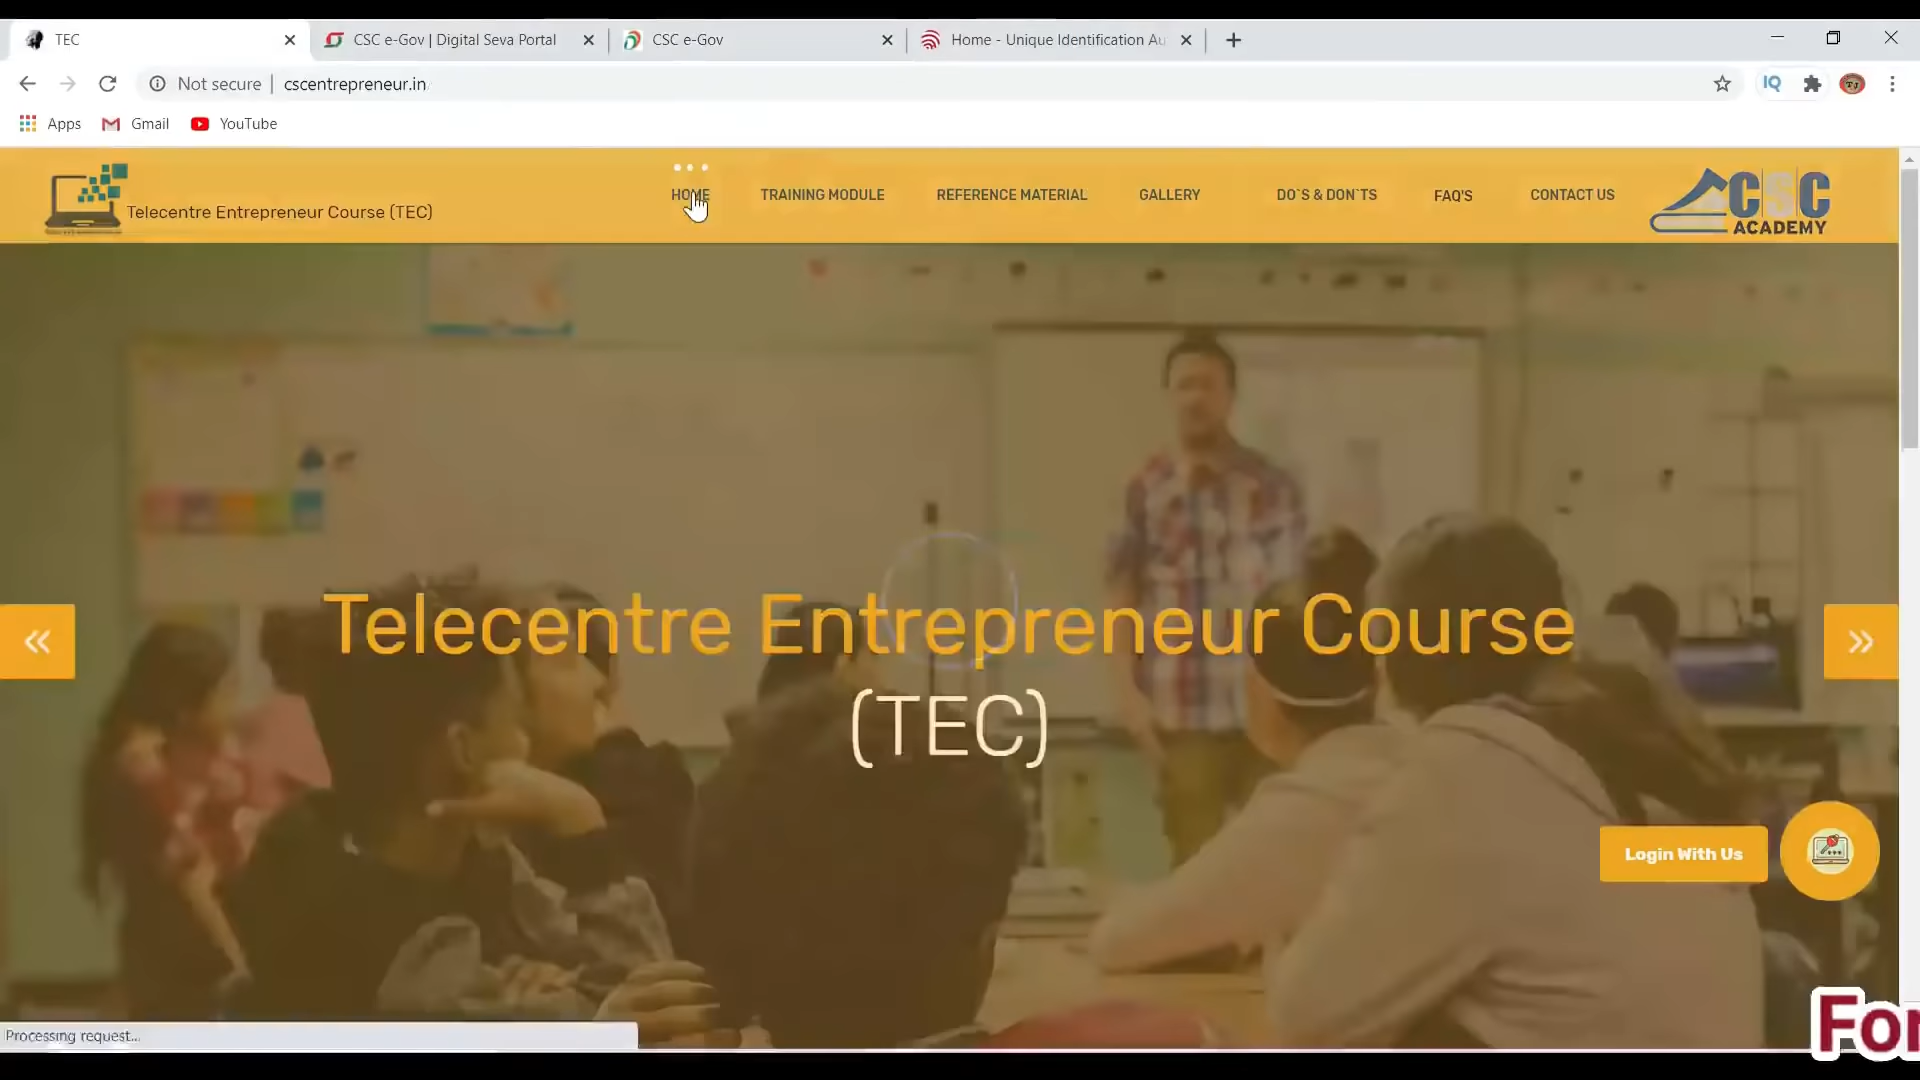 TEC
CSC e-Gov | Digital Seva Portal
CSC e-Gov
Home - Unique Identification Au
Not secure
cscentrepreneur.in
IQ
Apps
Gmail
YouTube
Telecentre Entrepreneur Course (TEC)
HOME
TRAINING MODULE
REFERENCE MATERIAL
GALLERY
DO`S & DON`TS
FAQ'S
CONTACT US
CSC
ACADEMY
Telecentre Entrepreneur Course
(TEC)
Login With Us
Processing request...
For